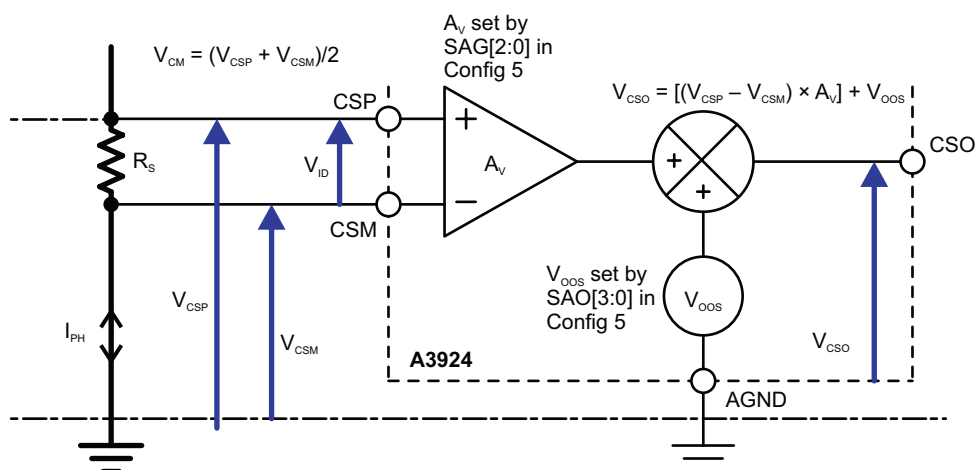 A_V set by
SAG[2:0] in
Config 5
V_CM = (V_CSP + V_CSM)/2
V_CSO = [(V_CSP – V_CSM) × A_V] + V_OOS
CSP
CSO
+
R_S
V_ID
A_V
+
+
–
CSM
V_OOS set by
SAO[3:0] in
Config 5
V_OOS
V_CSP
I_PH
V_CSM
V_CSO
A3924
AGND